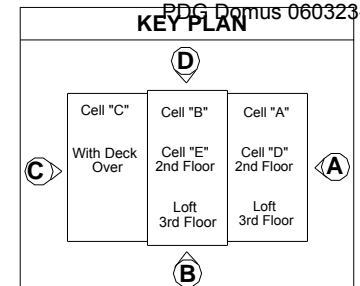 PDG Domus 060323
KEY PLAN
D
Cell "C"
Cell "B"
Cell "A"
With Deck
Over
Cell "E"
2nd Floor
Cell "D"
2nd Floor
C
A
Loft
3rd Floor
Loft
3rd Floor
B